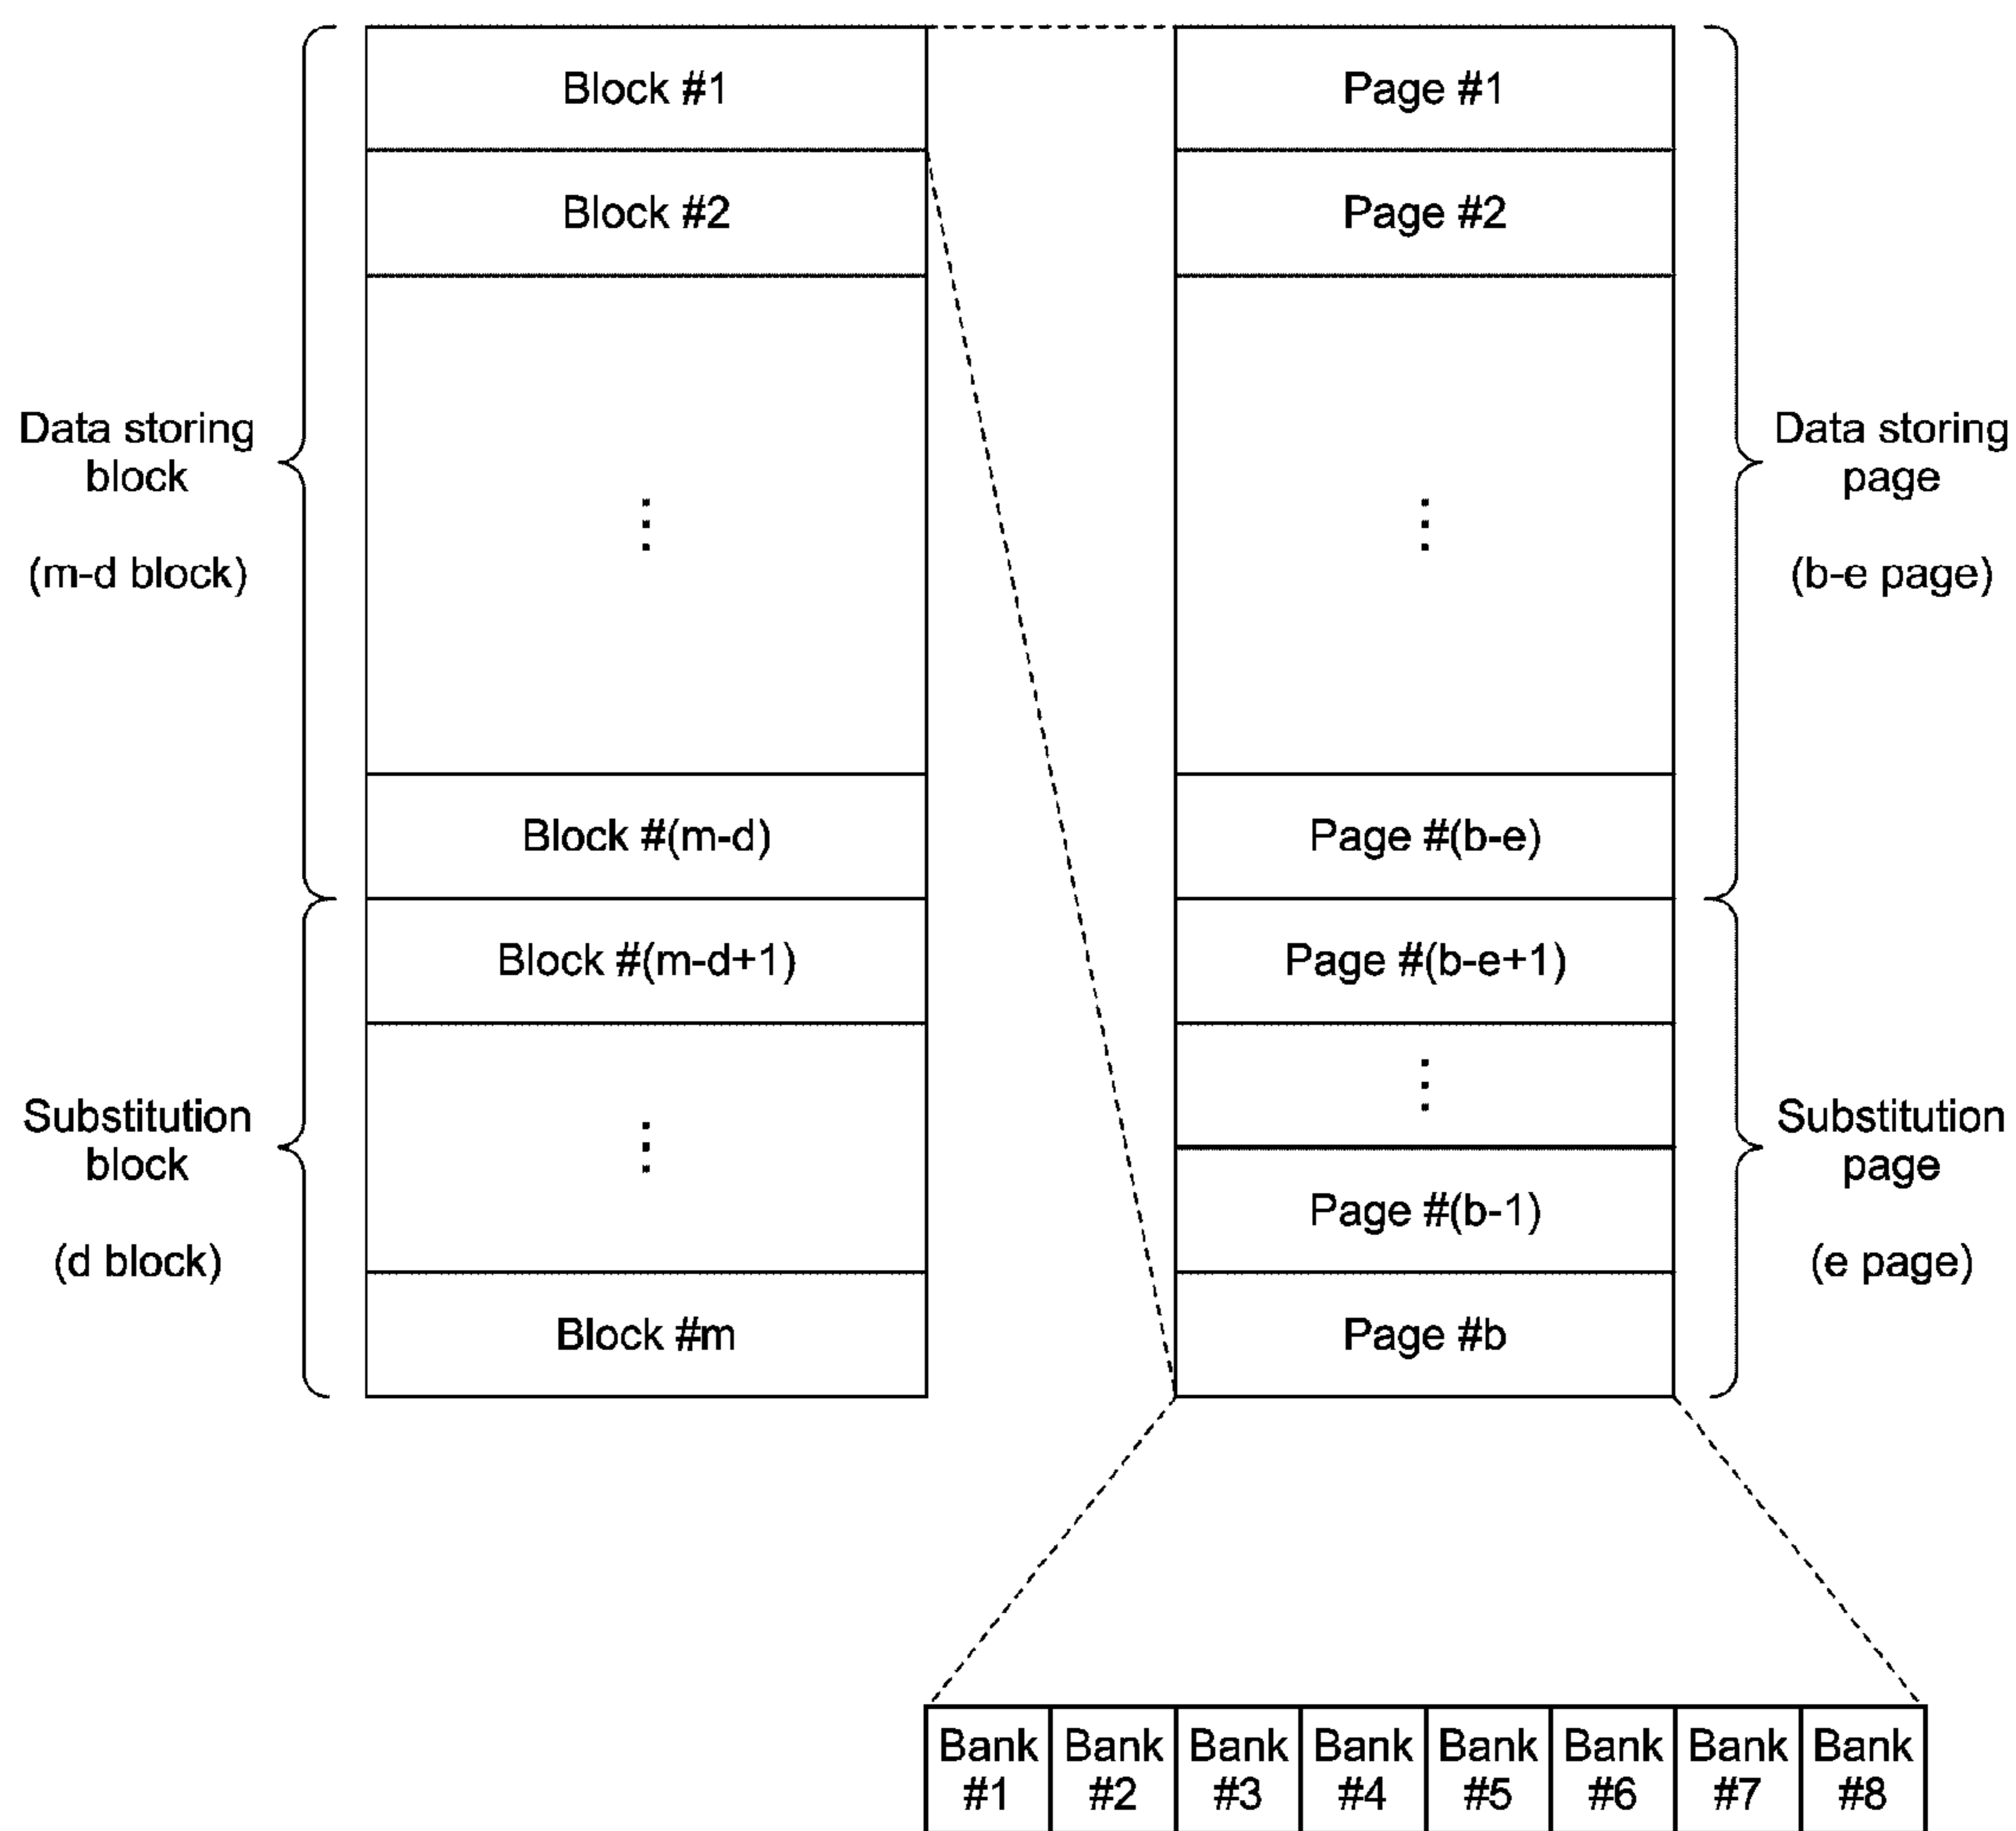 Block #1
Block #2
⋮
Block #(m-d)
Block #(m-d+1)
⋮
Block #m
Data storing
block
(m-d block)
Substitution
block
(d block)
Page #1
Page #2
⋮
Page #(b-e)
Page #(b-e+1)
⋮
Page #(b-1)
Page #b
Data storing
page
(b-e page)
Substitution
page
(e page)
Bank #1
Bank #2
Bank #3
Bank #4
Bank #5
Bank #6
Bank #7
Bank #8